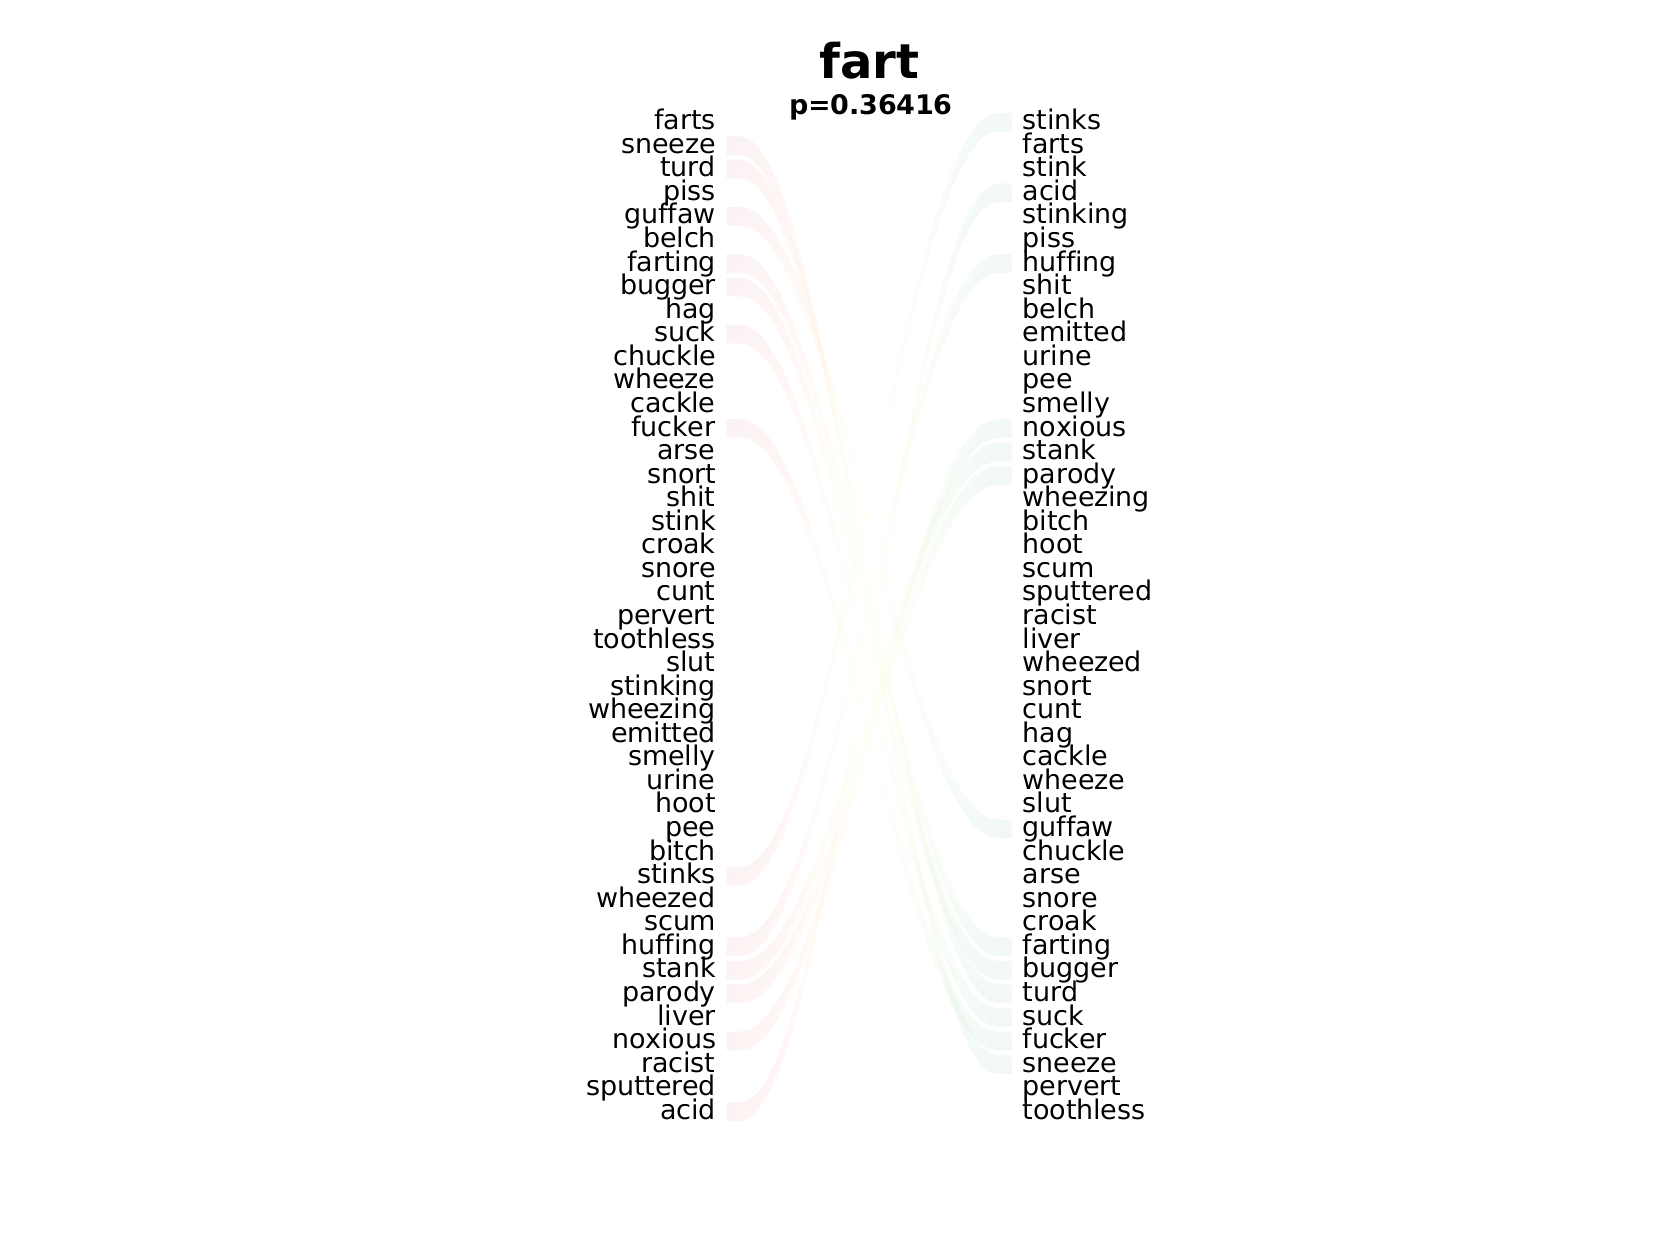 fart
p=0.36416
farts stinks
sneeze farts
turd stink
piss acid
guffaw stinking
belch piss
farting huffing
bugger shit
hag belch
suck emitted
chuckle urine
wheeze pee
cackle smelly
fucker noxious
arse stank
snort parody
shit wheezing
stink bitch
croak hoot
snore scum
cunt sputtered
pervert racist
toothless liver
slut wheezed
stinking snort
wheezing cunt
emitted hag
smelly cackle
urine wheeze
hoot slut
pee guffaw
bitch chuckle
stinks arse
wheezed snore
scum croak
huffing farting
stank bugger
parody turd
liver suck
noxious fucker
racist sneeze
sputtered pervert
acid toothless